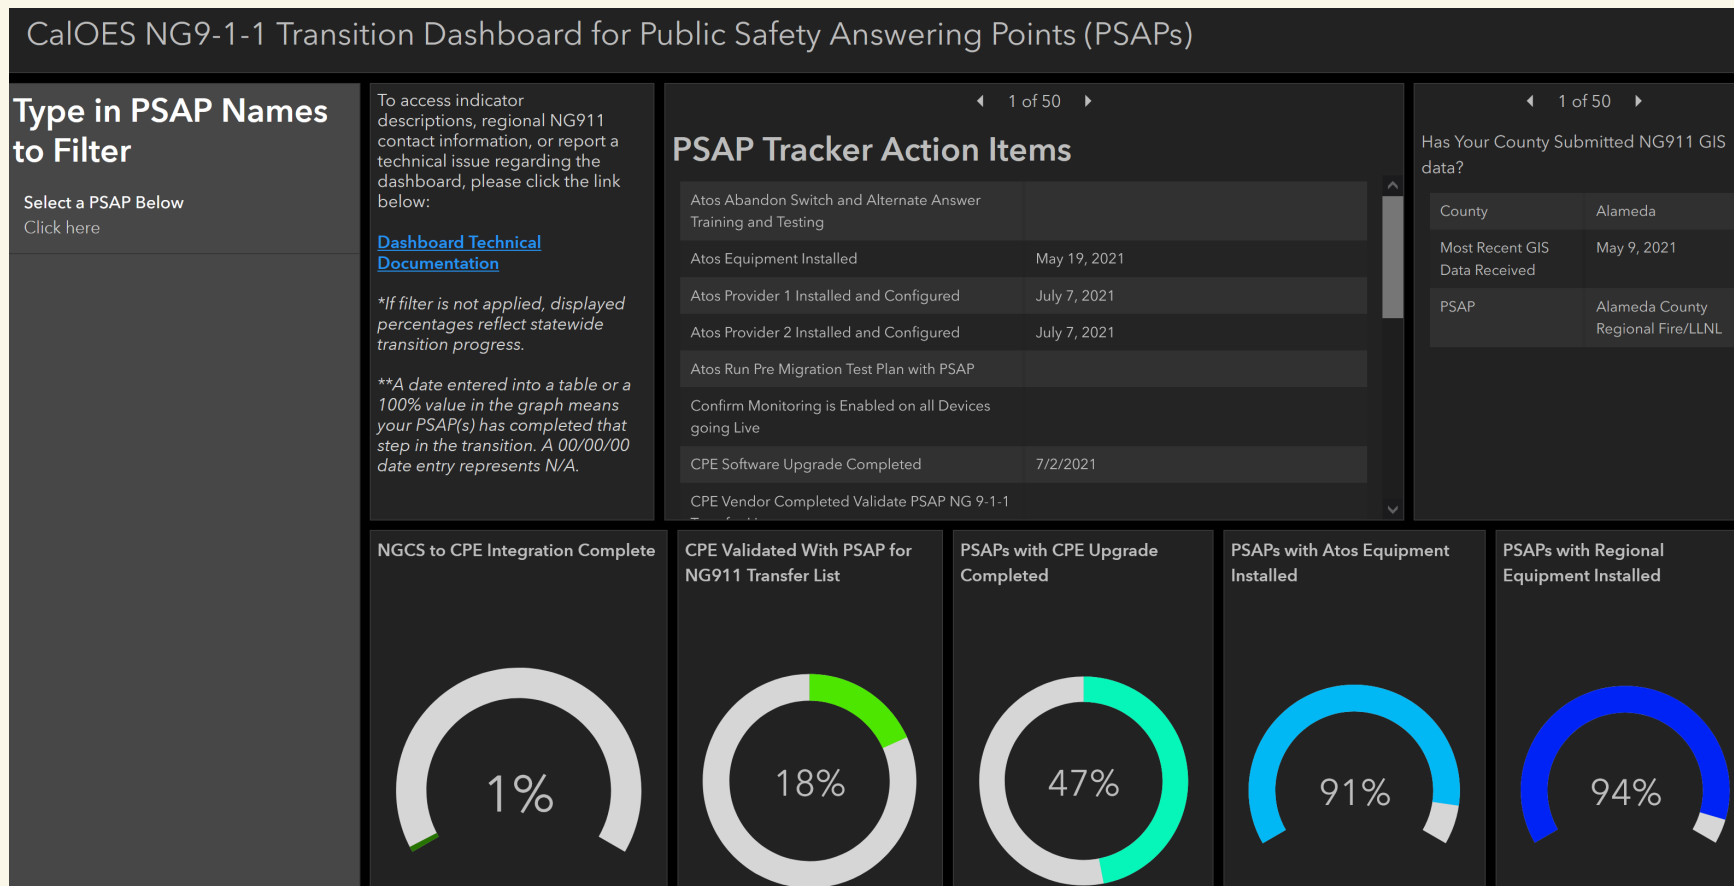 CalOES NG9-1-1 Transition Dashboard for Public Safety Answering Points (PSAPs)
Type in PSAP Names
to Filter
Select a PSAP Below
Click here
To access indicator
descriptions, regional NG911
contact information, or report a
technical issue regarding the
dashboard, please click the link
below:
Dashboard Technical
Documentation
*If filter is not applied, displayed
percentages reflect statewide
transition progress.
**A date entered into a table or a
100% value in the graph means
your PSAP(s) has completed that
step in the transition. A 00/00/00
date entry represents N/A.
1 of 50
PSAP Tracker Action Items
Atos Abandon Switch and Alternate Answer
Training and Testing
Atos Equipment Installed May 19, 2021
Atos Provider 1 Installed and Configured July 7, 2021
Atos Provider 2 Installed and Configured July 7, 2021
Atos Run Pre Migration Test Plan with PSAP
Confirm Monitoring is Enabled on all Devices
going Live
CPE Software Upgrade Completed 7/2/2021
CPE Vendor Completed Validate PSAP NG 9-1-1
1 of 50
Has Your County Submitted NG911 GIS
data?
County Alameda
Most Recent GIS May 9, 2021
Data Received
PSAP Alameda County
Regional Fire/LLNL
NGCS to CPE Integration Complete
1%
CPE Validated With PSAP for
NG911 Transfer List
18%
PSAPs with CPE Upgrade
Completed
47%
PSAPs with Atos Equipment
Installed
91%
PSAPs with Regional
Equipment Installed
94%